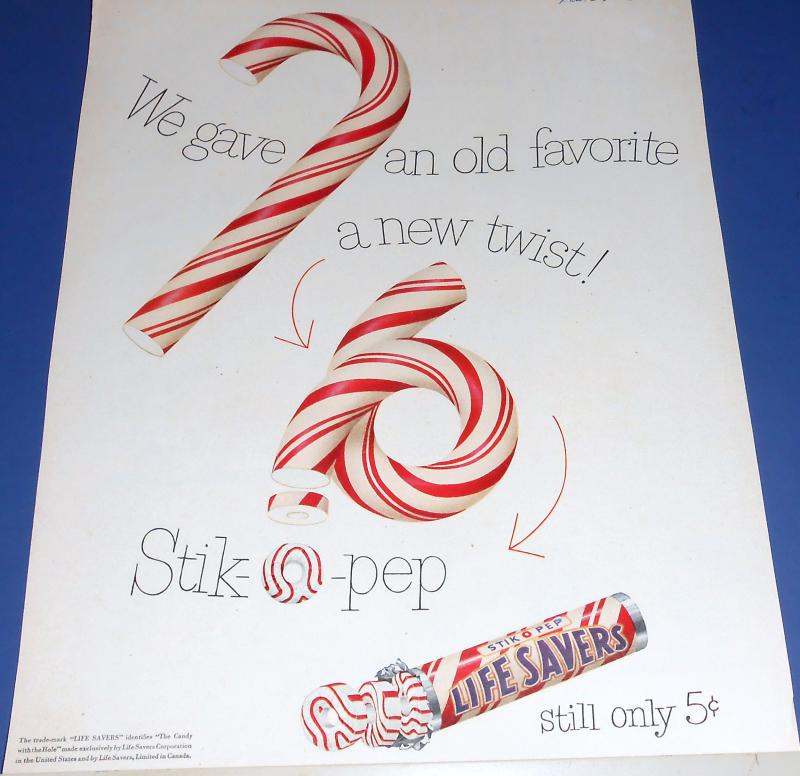 We gave
an old favorite
a new twist!
Stik-O-pep
STIK O PEP
LIFE SAVERS
still only 5¢
The trade-mark "LIFE SAVERS" identifies "The Candy
with the Hole" made exclusively by Life Savers Corporation
in the United States and by Life Savers, Limited in Canada.